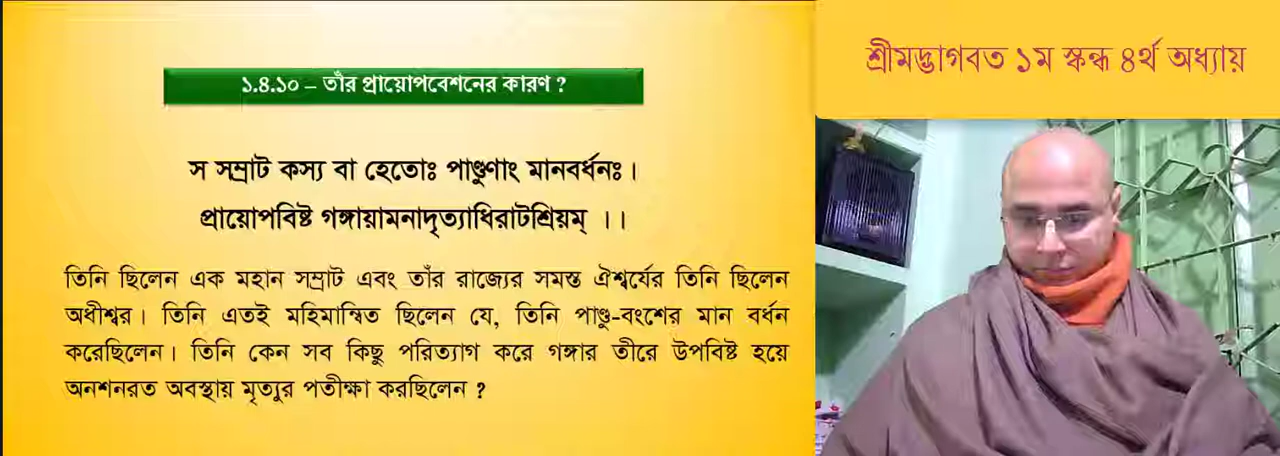 ১.৪.১০ – তাঁর প্রায়োপবেশনের কারণ ?
স সম্রাট কস্য বা হেতোঃ পাণ্ডুণাং মানবর্ধনঃ।
প্রায়োপবিষ্ট গঙ্গায়ামনাদৃত্যাধিরাটশ্রিয়ম্ ।।
তিনি ছিলেন এক মহান সম্রাট এবং তাঁর রাজ্যের সমস্ত ঐশ্বর্যের তিনি ছিলেন
অধীশ্বর। তিনি এতই মহিমান্বিত ছিলেন যে, তিনি পাণ্ডু-বংশের মান বর্ধন
করেছিলেন। তিনি কেন সব কিছু পরিত্যাগ করে গঙ্গার তীরে উপবিষ্ট হয়ে
অনশনরত অবস্থায় মৃত্যুর পতীক্ষা করছিলেন ?
শ্রীমদ্ভাগবত ১ম স্কন্ধ ৪র্থ অধ্যায়